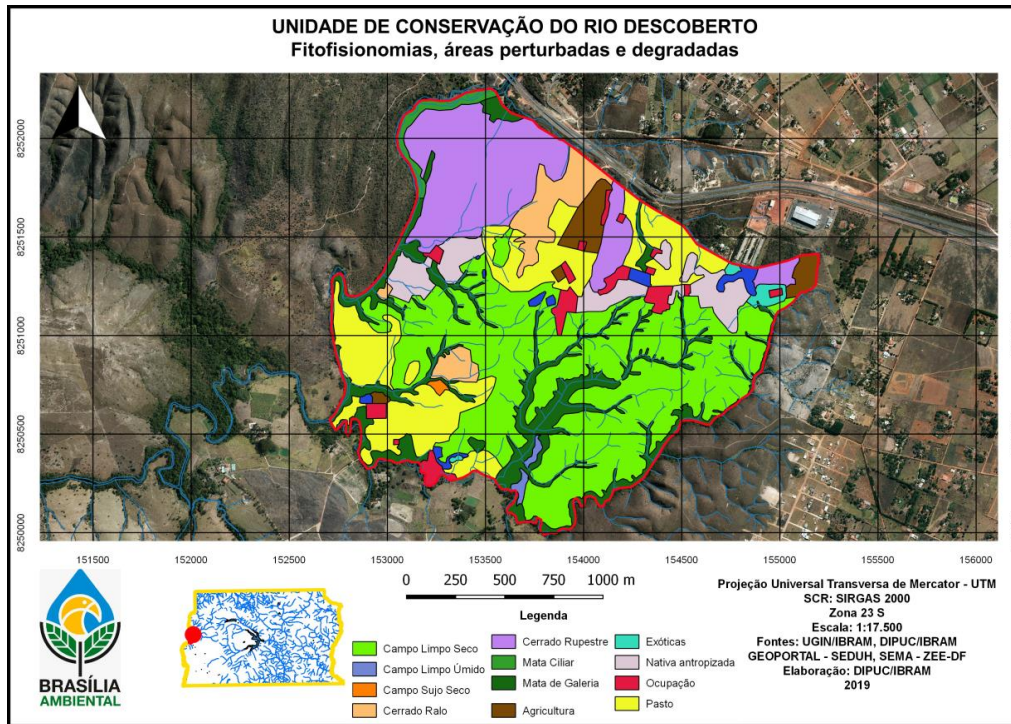 UNIDADE DE CONSERVAÇÃO DO RIO DESCOBERTO
Fitofisionomias, áreas perturbadas e degradadas
8252000
8251500
8251000
8250500
8250000
151500 152000 152500 153000 153500 154000 154500 155000 155500 156000
0 250 500 750 1000 m
BRASÍLIA
AMBIENTAL
Legenda
Campo Limpo Seco
Campo Limpo Úmido
Campo Sujo Seco
Cerrado Ralo
Cerrado Rupestre
Mata Ciliar
Mata de Galeria
Agricultura
Exóticas
Nativa antropizada
Ocupação
Pasto
Projeção Universal Transversa de Mercator - UTM
SCR: SIRGAS 2000
Zona 23 S
Escala: 1:17.500
Fontes: UGIN/IBRAM, DIPUC/IBRAM
GEOPORTAL - SEDUH, SEMA - ZEE-DF
Elaboração: DIPUC/IBRAM
2019